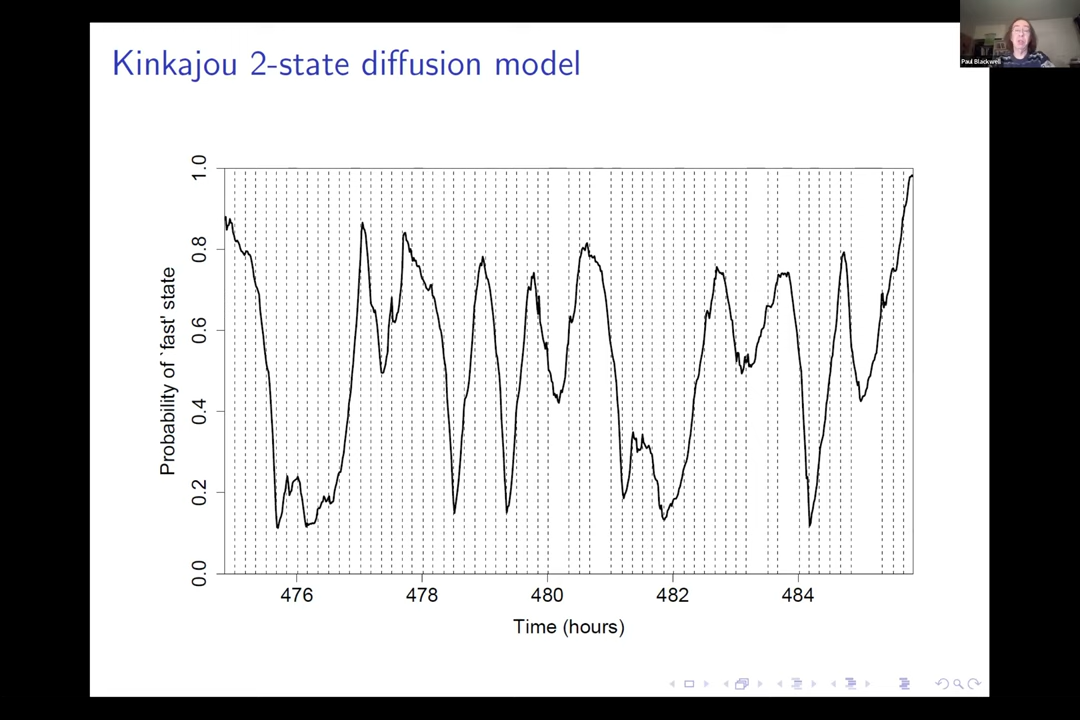 Kinkajou 2-state diffusion model
Paul Blackwell
Probability of `fast' state
0.0 0.2 0.4 0.6 0.8 1.0
476 478 480 482 484
Time (hours)